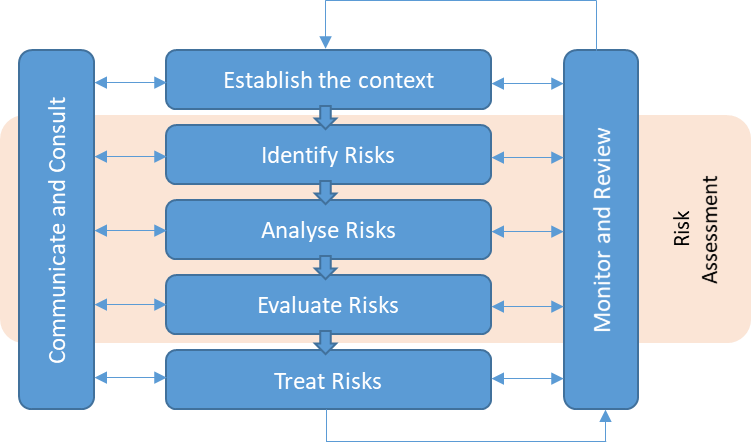 Establish the context
Identify Risks
Analyse Risks
Evaluate Risks
Treat Risks
Communicate and Consult
Monitor and Review
Risk
Assessment